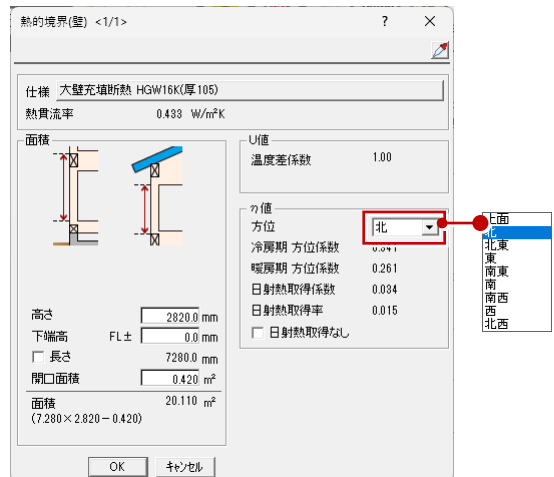 熱的境界(壁) <1/1>
? ×
仕様 大壁充填断熱 HGW16K(厚105)
熱貫流率 0.433 W/m²K
面積
U値
温度差係数 1.00
η値
方位 北
冷房期 方位係数 0.341
暖房期 方位係数 0.261
日射熱取得係数 0.034
日射熱取得率 0.015
日射熱取得なし
高さ 2820.0 mm
下端高 FL± 0.0 mm
長さ 7280.0 mm
開口面積 0.420 m²
面積 20.110 m²
(7.280×2.820－0.420)
OK キャンセル
上面
北
北東
東
南東
南
南西
西
北西